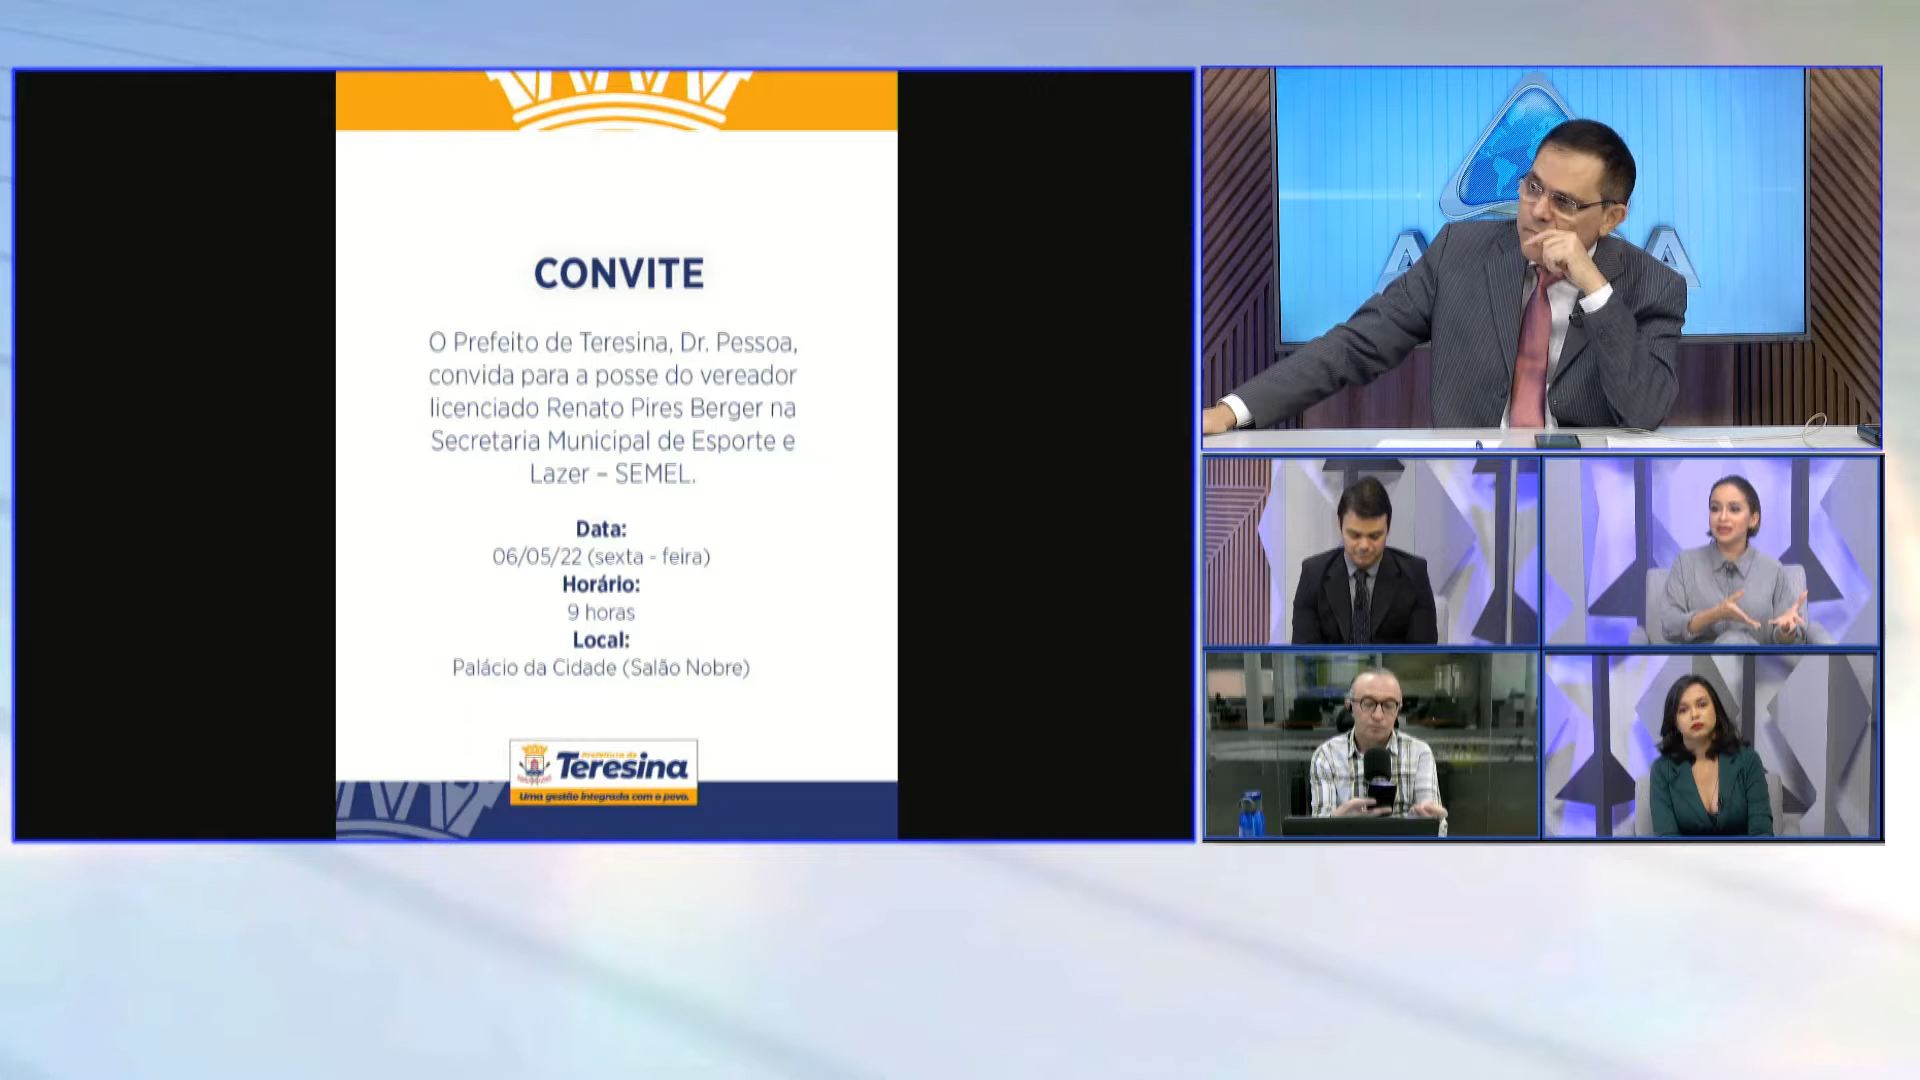 CONVITE
O Prefeito de Teresina, Dr. Pessoa,
convida para a posse do vereador
licenciado Renato Pires Berger na
Secretaria Municipal de Esporte e
Lazer – SEMEL.
Data:
06/05/22 (sexta - feira)
Horário:
9 horas
Local:
Palácio da Cidade (Salão Nobre)
Prefeitura de
Teresina
Uma gestão integrada com o povo.